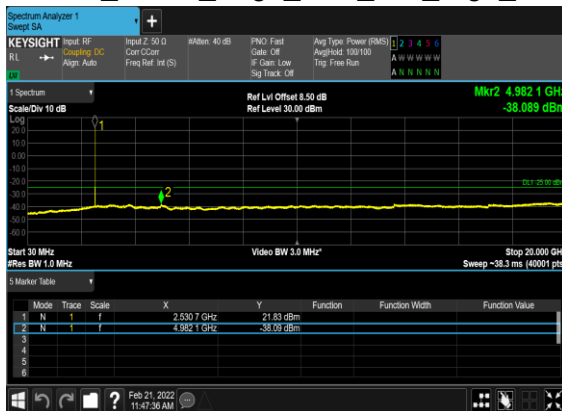 Spectrum Analyzer 1
Swept SA
KEYSIGHT Input: RF Input Z: 50 Ω #Atten: 40 dB PNO: Fast Avg Type: Power (RMS) 1 2 3 4 5 6
RL Coupling: DC Corr CCorr Gate: Off Avg|Hold: 100/100 A W W W W W
Align: Auto Freq Ref: Int (S) IF Gain: Low Trig: Free Run
Sig Track: Off A N N N N N
1 Spectrum Ref Lvl Offset 8.50 dB Mkr2 4.982 1 GHz
Scale/Div 10 dB Ref Level 30.00 dBm -38.089 dBm
Log
20.0
10.0
0.00
-10.0
-20.0
-30.0
-40.0
-50.0
-60.0
1
2
DL1 -25.00 dBm
Start 30 MHz Video BW 3.0 MHz* Stop 20.000 GHz
#Res BW 1.0 MHz Sweep ~38.3 ms (40001 pts)
5 Marker Table
Mode Trace Scale X Y Function Function Width Function Value
1 N 1 f 2.530 7 GHz 21.83 dBm
2 N 1 f 4.982 1 GHz -38.09 dBm
3
4
5
6
Feb 21, 2022
11:47:36 AM